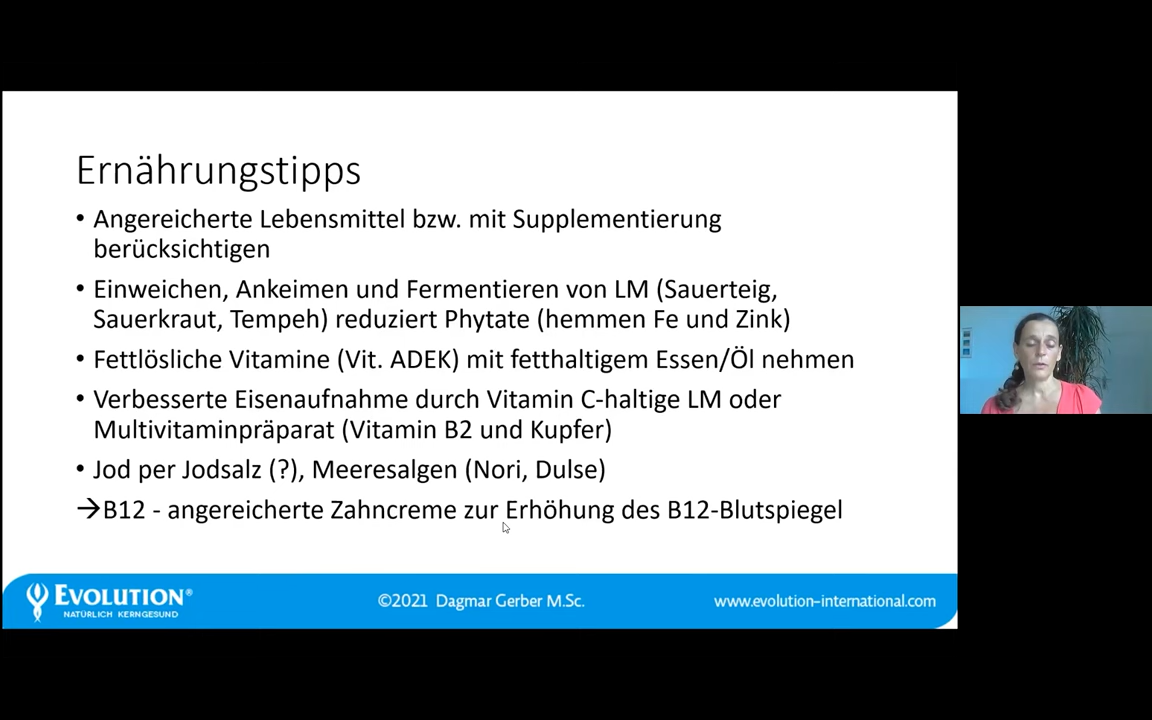 Ernährungstipps
• Angereicherte Lebensmittel bzw. mit Supplementierung
berücksichtigen
• Einweichen, Ankeimen und Fermentieren von LM (Sauerteig,
Sauerkraut, Tempeh) reduziert Phytate (hemmen Fe und Zink)
• Fettlösliche Vitamine (Vit. ADEK) mit fetthaltigem Essen/Öl nehmen
• Verbesserte Eisenaufnahme durch Vitamin C-haltige LM oder
Multivitaminpräparat (Vitamin B2 und Kupfer)
• Jod per Jodsalz (?), Meeresalgen (Nori, Dulse)
→B12 - angereicherte Zahncreme zur Erhöhung des B12-Blutspiegel
EVOLUTION®
NATÜRLICH KERNGESUND
©2021 Dagmar Gerber M.Sc.
www.evolution-international.com